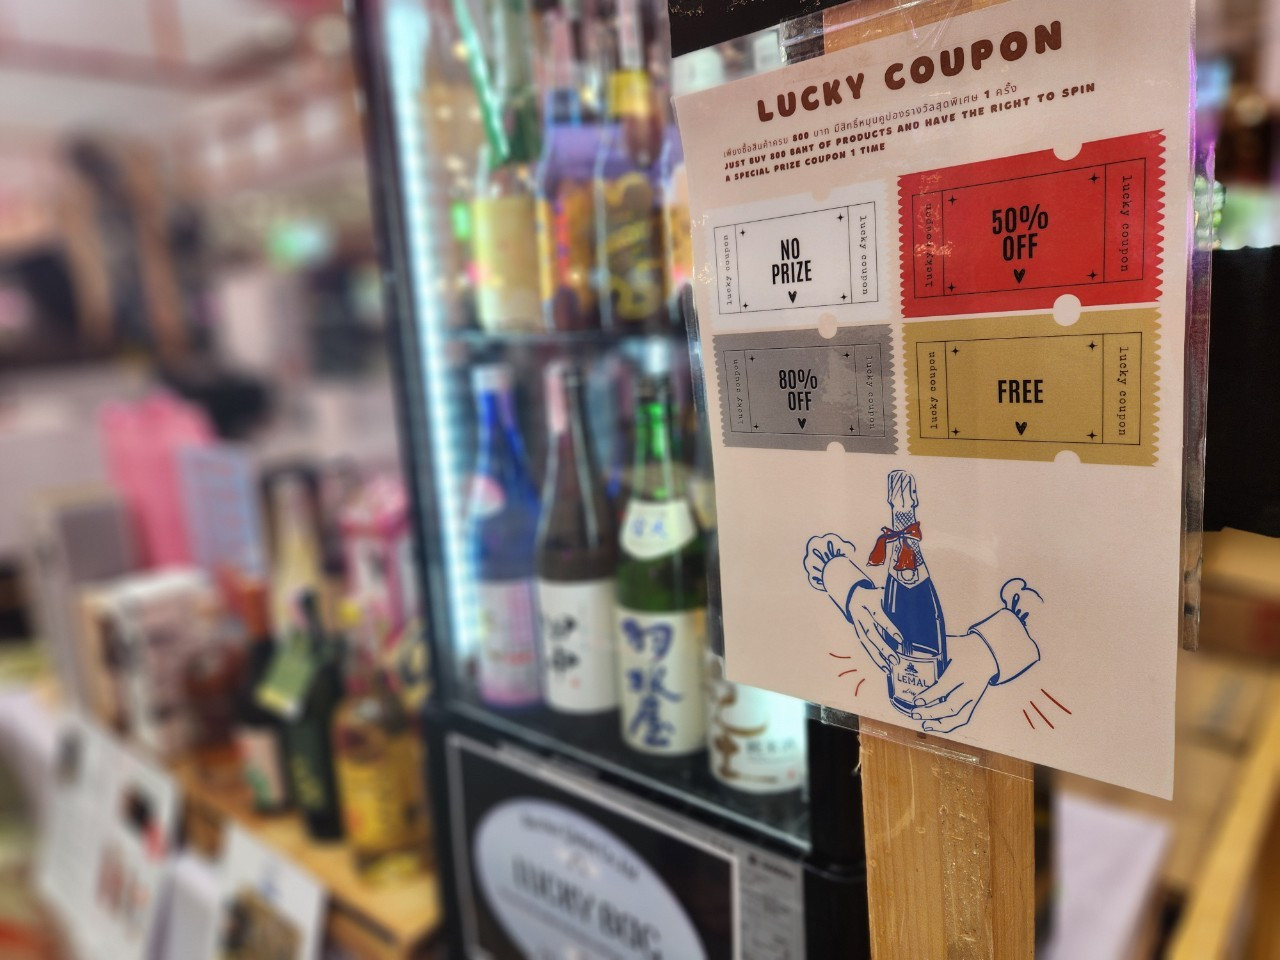 LUCKY COUPON
เพียงซื้อสินค้าครบ 800 บาท มีสิทธิ์หมุนคูปองรางวัลสุดพิเศษ 1 ครั้ง
JUST BUY 800 BAHT OF PRODUCTS AND HAVE THE RIGHT TO SPIN
A SPECIAL PRIZE COUPON 1 TIME
lucky coupon
NO
PRIZE
lucky coupon
lucky coupon
50%
OFF
lucky coupon
lucky coupon
80%
OFF
lucky coupon
lucky coupon
FREE
lucky coupon
LEMAL
LUCKY BAG